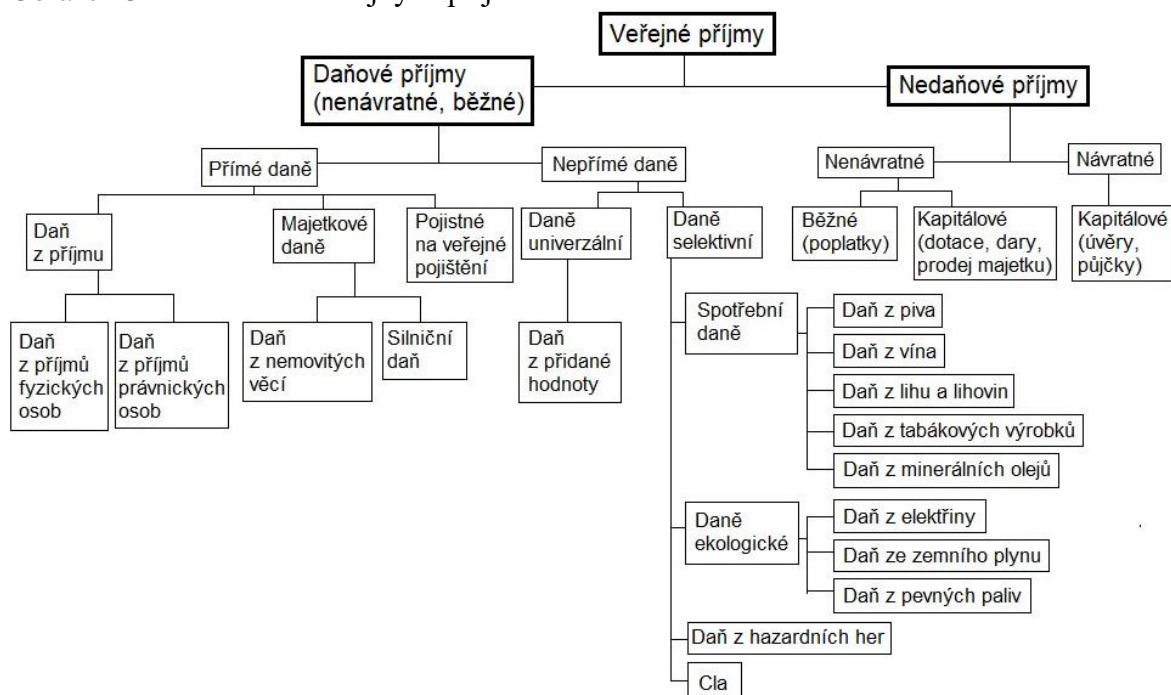 Veřejné příjmy
Daňové příjmy
(nenávratné, běžné)
Nedaňové příjmy
Přímé daně
Nepřímé daně
Nenávratné
Návratné
Daň
z příjmu
Majetkové
daně
Pojistné
na veřejné
pojištění
Daně
univerzální
Daně
selektivní
Běžné
(poplatky)
Kapitálové
(dotace, dary,
prodej majetku)
Kapitálové
(úvěry,
půjčky)
Daň
z příjmů
fyzických
osob
Daň
z příjmů
právnických
osob
Daň
z nemovitých
věcí
Silniční
daň
Daň
z přidané
hodnoty
Spotřební
daně
Daň z piva
Daň z vína
Daň z lihu a lihovin
Daň z tabákových výrobků
Daň z minerálních olejů
Daně
ekologické
Daň z elektřiny
Daň ze zemního plynu
Daň z pevných paliv
Daň z hazardních her
Cla